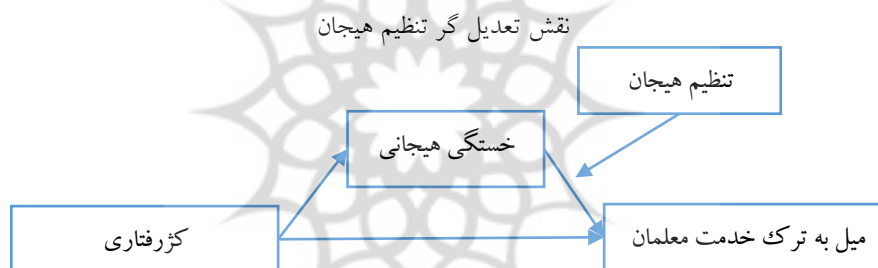 نقش تعدیل گر تنظیم هیجان
تنظیم هیجان
خستگی هیجانی
میل به ترک خدمت معلمان
کژرفتاری